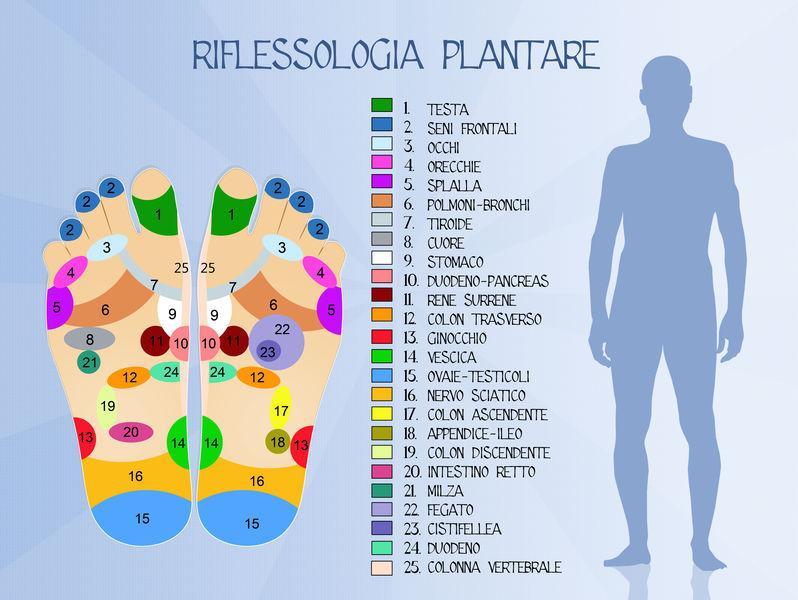 RIFLESSOLOGIA PLANTARE
1. TESTA
2. SENI FRONTALI
3. OCCHI
4. ORECCHIE
5. SPLALLA
6. POLMONI-BRONCHI
7. TIROIDE
8. CUORE
9. STOMACO
10. DUODENO-PANCREAS
11. RENE SURRENE
12. COLON TRASVERSO
13. GINOCCHIO
14. VESCICA
15. OVAIE-TESTICOLI
16. NERVO SCIATICO
17. COLON ASCENDENTE
18. APPENDICE-ILEO
19. COLON DISCENDENTE
20. INTESTINO RETTO
21. MILZA
22. FEGATO
23. CISTIFELLEA
24. DUODENO
25. COLONNA VERTEBRALE
2 2 2 1 1 2 2 2
3 3
4 25 25 4
5 6 7 7 6 5
9 9
8 11 10 10 11 22
21 23
12 24 24 12
19 17
13 20 14 14 18 13
16 16
15 15